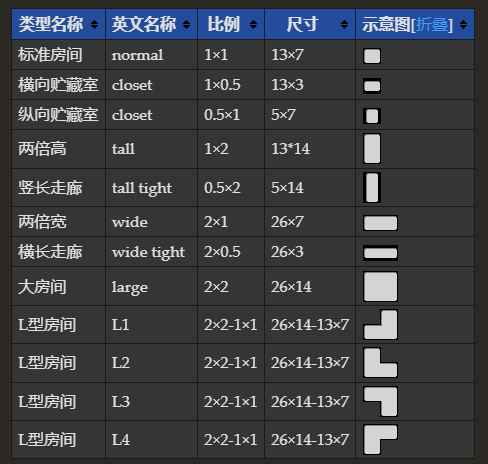 类型名称 英文名称 比例 尺寸 示意图[折叠]
标准房间 normal 1×1 13×7
横向贮藏室 closet 1×0.5 13×3
纵向贮藏室 closet 0.5×1 5×7
两倍高 tall 1×2 13*14
竖长走廊 tall tight 0.5×2 5×14
两倍宽 wide 2×1 26×7
横长走廊 wide tight 2×0.5 26×3
大房间 large 2×2 26×14
L型房间 L1 2×2-1×1 26×14-13×7
L型房间 L2 2×2-1×1 26×14-13×7
L型房间 L3 2×2-1×1 26×14-13×7
L型房间 L4 2×2-1×1 26×14-13×7